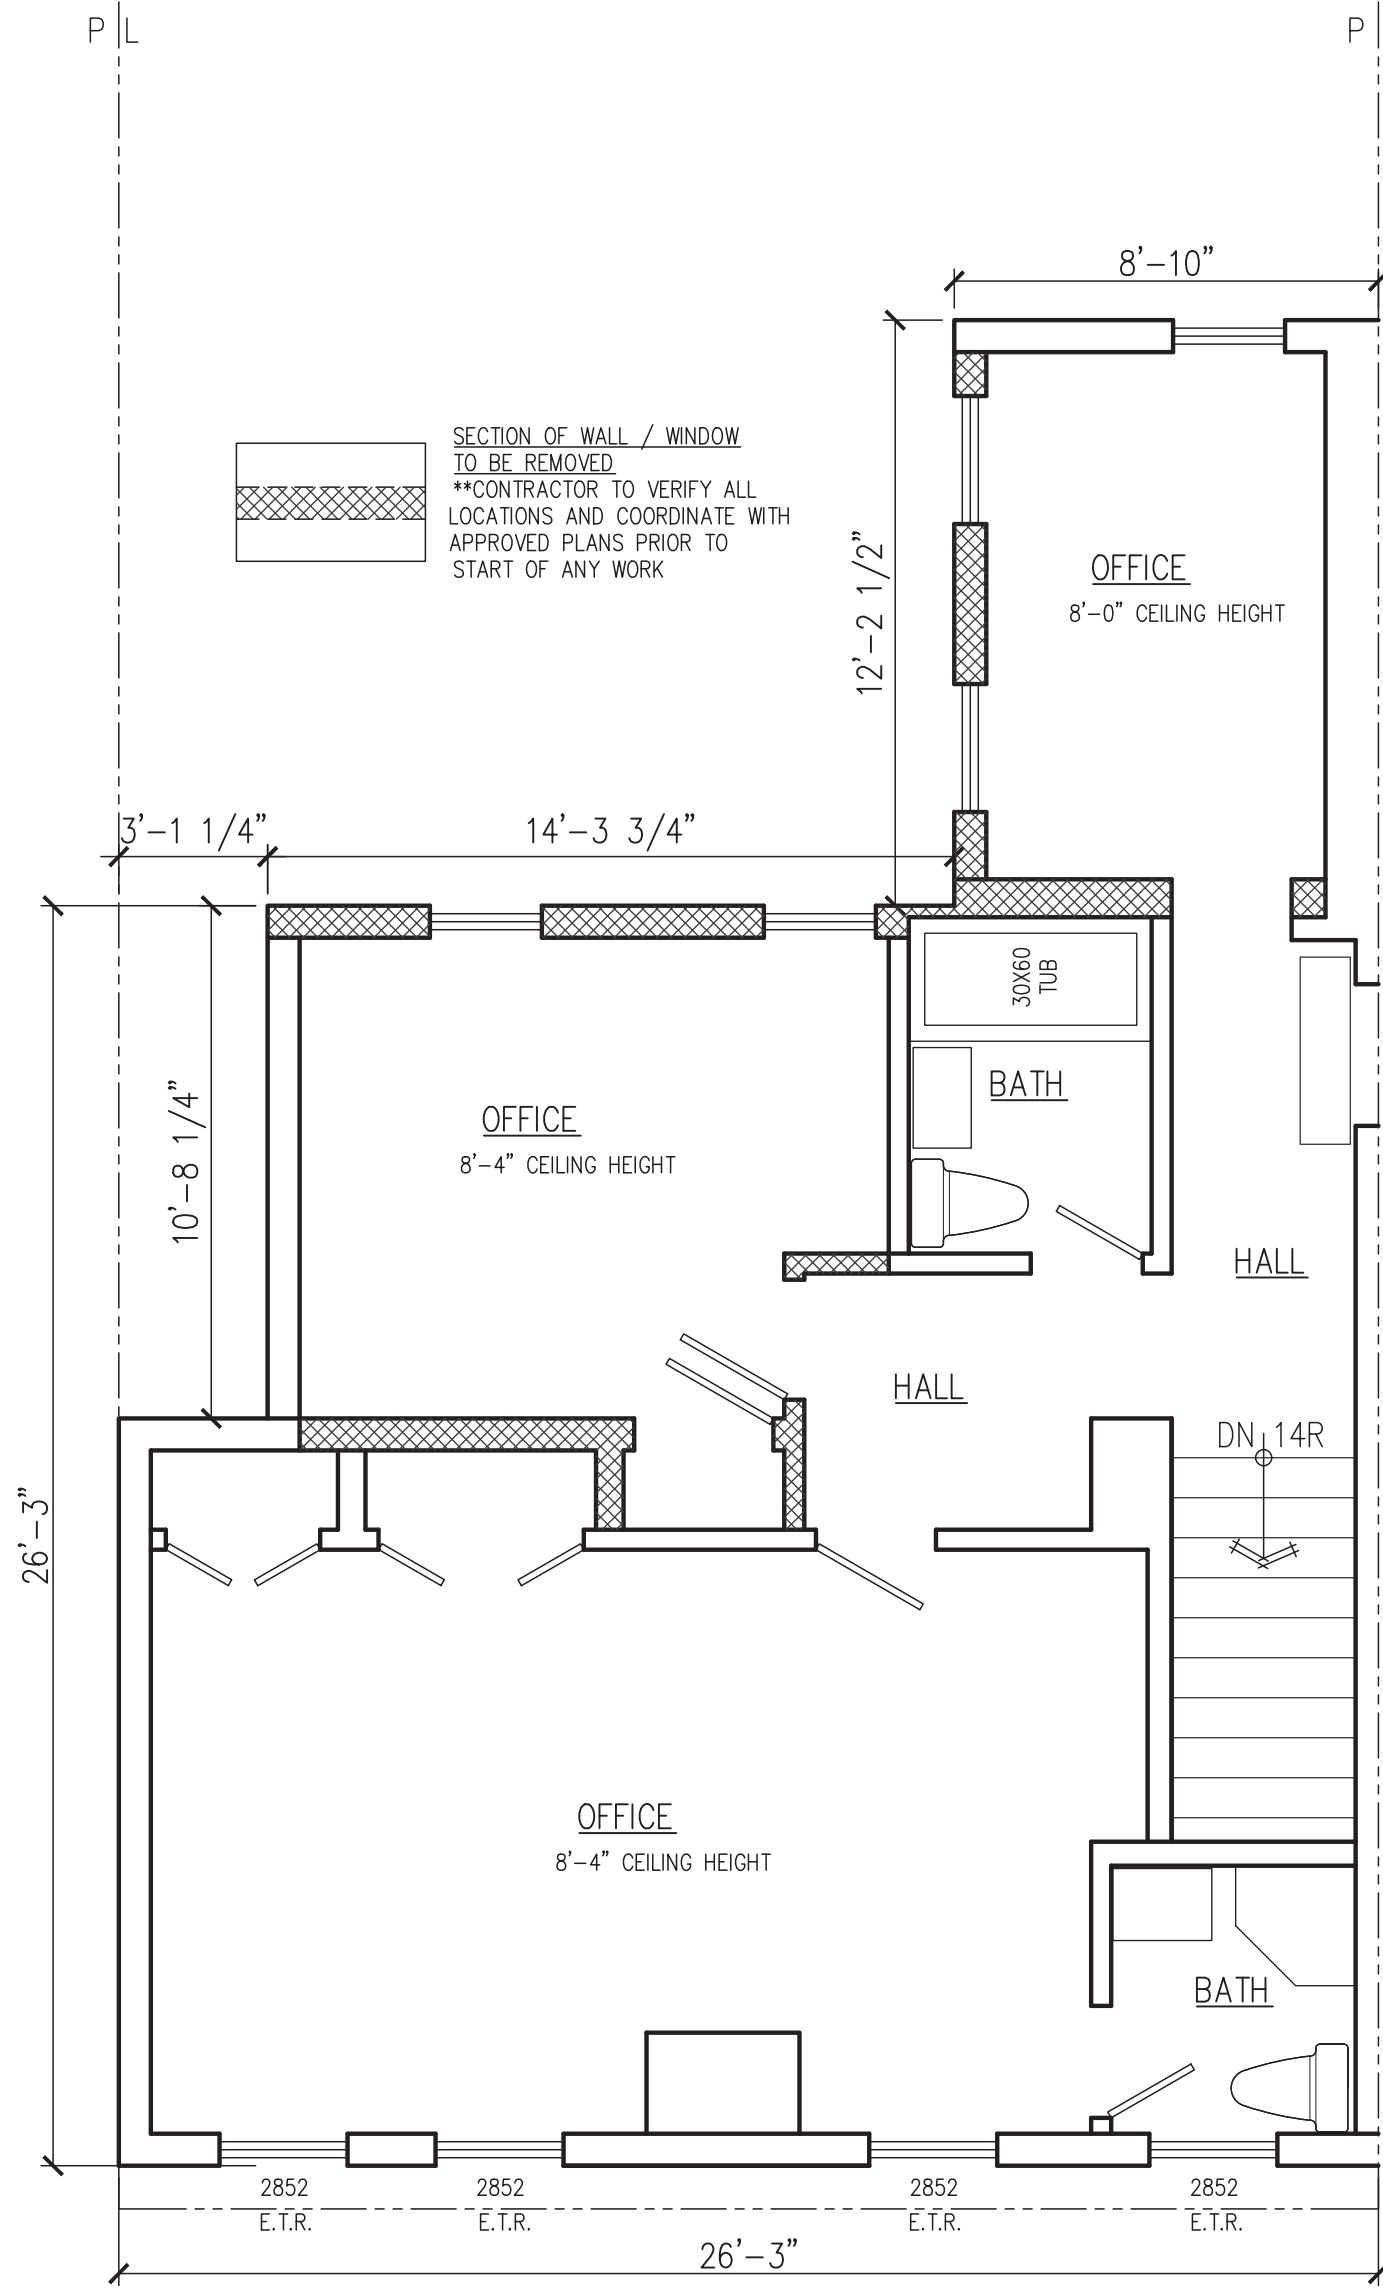 P L
P
8'-10"
SECTION OF WALL / WINDOW
TO BE REMOVED
**CONTRACTOR TO VERIFY ALL
LOCATIONS AND COORDINATE WITH
APPROVED PLANS PRIOR TO
START OF ANY WORK
12'-2 1/2"
OFFICE
8'-0" CEILING HEIGHT
3'-1 1/4"
14'-3 3/4"
30X60
TUB
BATH
10'-8 1/4"
OFFICE
8'-4" CEILING HEIGHT
HALL
HALL
DN 14R
26'-3"
OFFICE
8'-4" CEILING HEIGHT
BATH
2852
E.T.R.
2852
E.T.R.
2852
E.T.R.
2852
E.T.R.
26'-3"